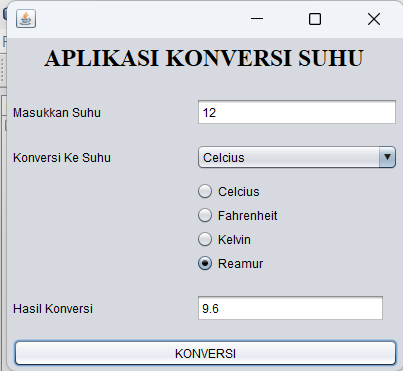 APLIKASI KONVERSI SUHU
Masukkan Suhu 12
Konversi Ke Suhu Celcius
Celcius
Fahrenheit
Kelvin
Reamur
Hasil Konversi 9.6
KONVERSI